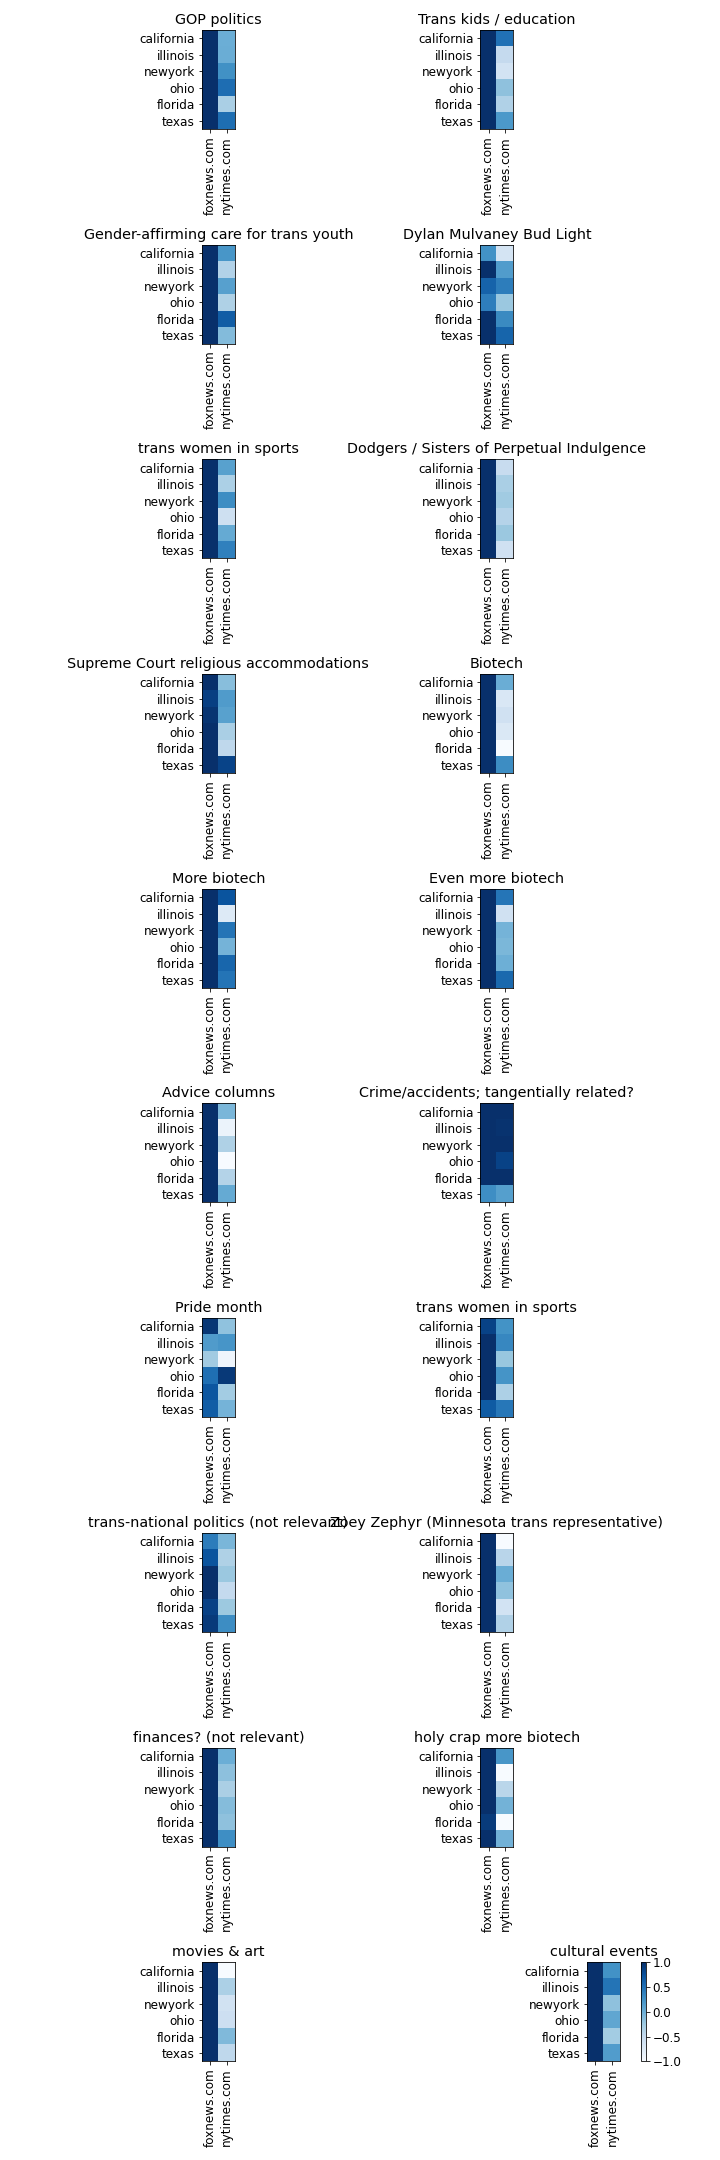 GOP politics
california
illinois
newyork
ohio
florida
texas
foxnews.com
nytimes.com
Trans kids / education
california
illinois
newyork
ohio
florida
texas
foxnews.com
nytimes.com
Gender-affirming care for trans youth
california
illinois
newyork
ohio
florida
texas
foxnews.com
nytimes.com
Dylan Mulvaney Bud Light
california
illinois
newyork
ohio
florida
texas
foxnews.com
nytimes.com
trans women in sports
california
illinois
newyork
ohio
florida
texas
foxnews.com
nytimes.com
Dodgers / Sisters of Perpetual Indulgence
california
illinois
newyork
ohio
florida
texas
foxnews.com
nytimes.com
Supreme Court religious accommodations
california
illinois
newyork
ohio
florida
texas
foxnews.com
nytimes.com
Biotech
california
illinois
newyork
ohio
florida
texas
foxnews.com
nytimes.com
More biotech
california
illinois
newyork
ohio
florida
texas
foxnews.com
nytimes.com
Even more biotech
california
illinois
newyork
ohio
florida
texas
foxnews.com
nytimes.com
Advice columns
california
illinois
newyork
ohio
florida
texas
foxnews.com
nytimes.com
Crime/accidents; tangentially related?
california
illinois
newyork
ohio
florida
texas
foxnews.com
nytimes.com
Pride month
california
illinois
newyork
ohio
florida
texas
foxnews.com
nytimes.com
trans women in sports
california
illinois
newyork
ohio
florida
texas
foxnews.com
nytimes.com
trans-national politics (not relevant)
california
illinois
newyork
ohio
florida
texas
foxnews.com
nytimes.com
Zoey Zephyr (Minnesota trans representative)
california
illinois
newyork
ohio
florida
texas
foxnews.com
nytimes.com
finances? (not relevant)
california
illinois
newyork
ohio
florida
texas
foxnews.com
nytimes.com
holy crap more biotech
california
illinois
newyork
ohio
florida
texas
foxnews.com
nytimes.com
movies & art
california
illinois
newyork
ohio
florida
texas
foxnews.com
nytimes.com
cultural events
california
illinois
newyork
ohio
florida
texas
foxnews.com
nytimes.com
1.0
0.5
0.0
−0.5
−1.0